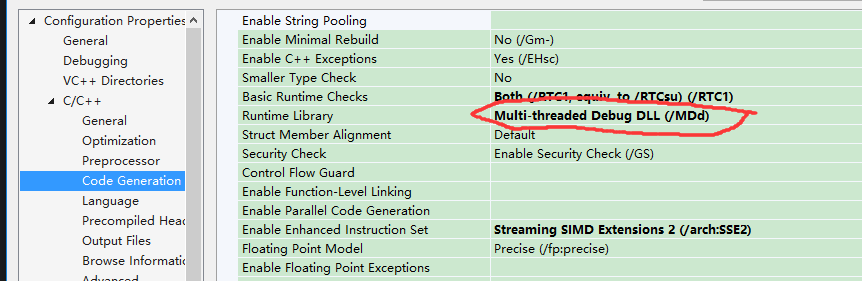 Configuration Properties
General
Debugging
VC++ Directories
C/C++
General
Optimization
Preprocessor
Code Generation
Language
Precompiled Head
Output Files
Browse Informatio
Advanced
Enable String Pooling
Enable Minimal Rebuild No (/Gm-)
Enable C++ Exceptions Yes (/EHsc)
Smaller Type Check No
Basic Runtime Checks Both (/RTC1, equiv. to /RTCsu) (/RTC1)
Runtime Library Multi-threaded Debug DLL (/MDd)
Struct Member Alignment Default
Security Check Enable Security Check (/GS)
Control Flow Guard
Enable Function-Level Linking
Enable Parallel Code Generation
Enable Enhanced Instruction Set Streaming SIMD Extensions 2 (/arch:SSE2)
Floating Point Model Precise (/fp:precise)
Enable Floating Point Exceptions